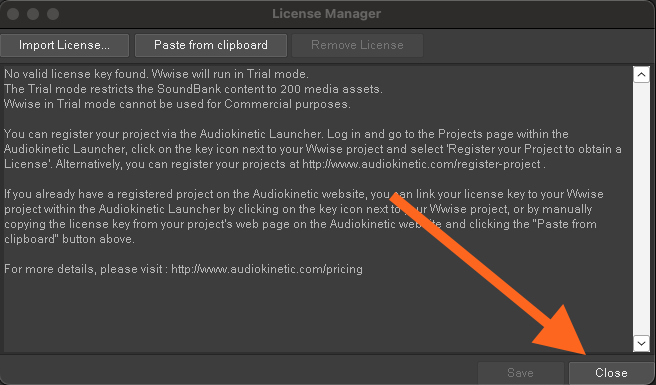 License Manager
Import License...
Paste from clipboard
Remove License
No valid license key found. Wwise will run in Trial mode.
The Trial mode restricts the SoundBank content to 200 media assets.
Wwise in Trial mode cannot be used for Commercial purposes.
You can register your project via the Audiokinetic Launcher. Log in and go to the Projects page within the
Audiokinetic Launcher, click on the key icon next to your Wwise project and select 'Register your Project to obtain a
License'. Alternatively, you can register your projects at http://www.audiokinetic.com/register-project .
If you already have a registered project on the Audiokinetic website, you can link your license key to your Wwise
project within the Audiokinetic Launcher by clicking on the key icon next to your Wwise project, or by manually
copying the license key from your project's web page on the Audiokinetic website and clicking the "Paste from
clipboard" button above.
For more details, please visit : http://www.audiokinetic.com/pricing
Save
Close